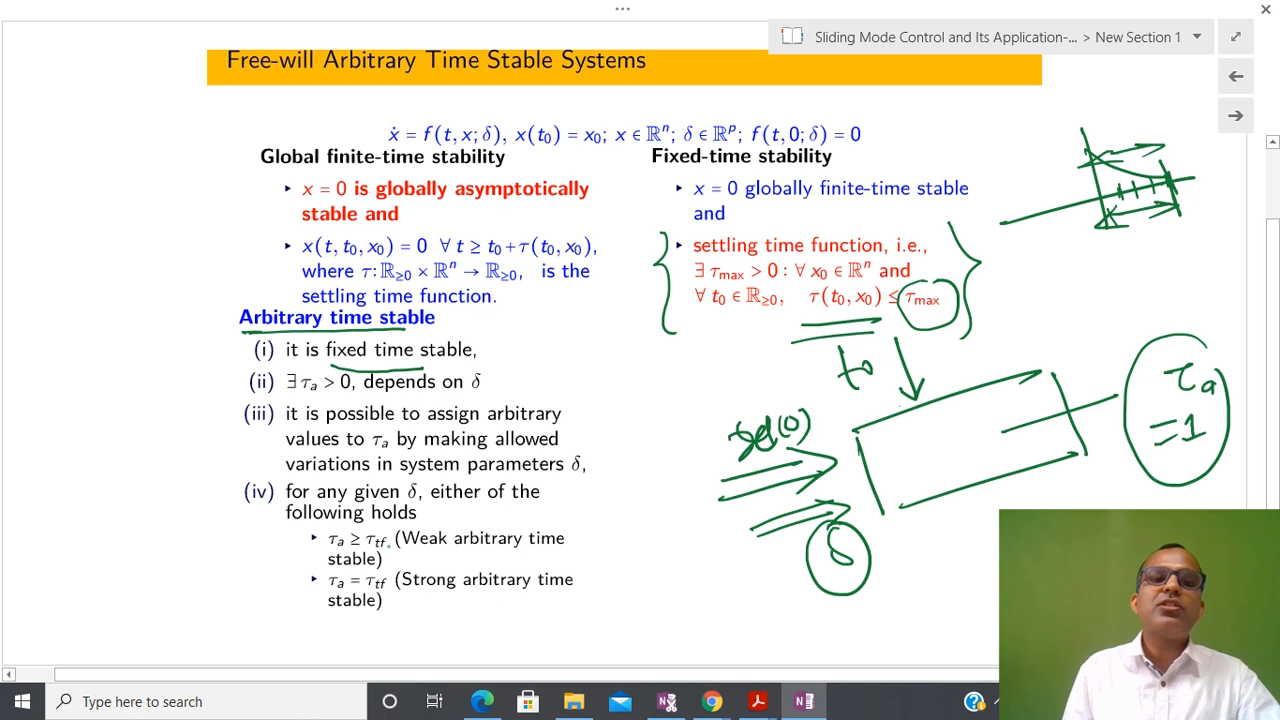 Sliding Mode Control and Its Application-... > New Section 1
Free-will Arbitrary Time Stable Systems
ẋ = f(t, x; δ), x(t₀) = x₀; x ∈ ℝⁿ; δ ∈ ℝᵖ; f(t, 0; δ) = 0
Global finite-time stability
‣ x = 0 is globally asymptotically
stable and
‣ x(t, t₀, x₀) = 0 ∀ t ≥ t₀ + τ(t₀, x₀),
where τ: ℝ≥0 × ℝⁿ → ℝ≥0, is the
settling time function.
Fixed-time stability
‣ x = 0 globally finite-time stable
and
‣ settling time function, i.e.,
∃ τmax > 0 : ∀ x₀ ∈ ℝⁿ and
∀ t₀ ∈ ℝ≥0, τ(t₀, x₀) ≤ τmax
Arbitrary time stable
(i) it is fixed time stable,
(ii) ∃ τₐ > 0, depends on δ
(iii) it is possible to assign arbitrary
values to τₐ by making allowed
variations in system parameters δ,
(iv) for any given δ, either of the
following holds
‣ τₐ ≥ τtf (Weak arbitrary time
stable)
‣ τₐ = τtf (Strong arbitrary time
stable)
t₀
δ
τₐ
=1
Type here to search